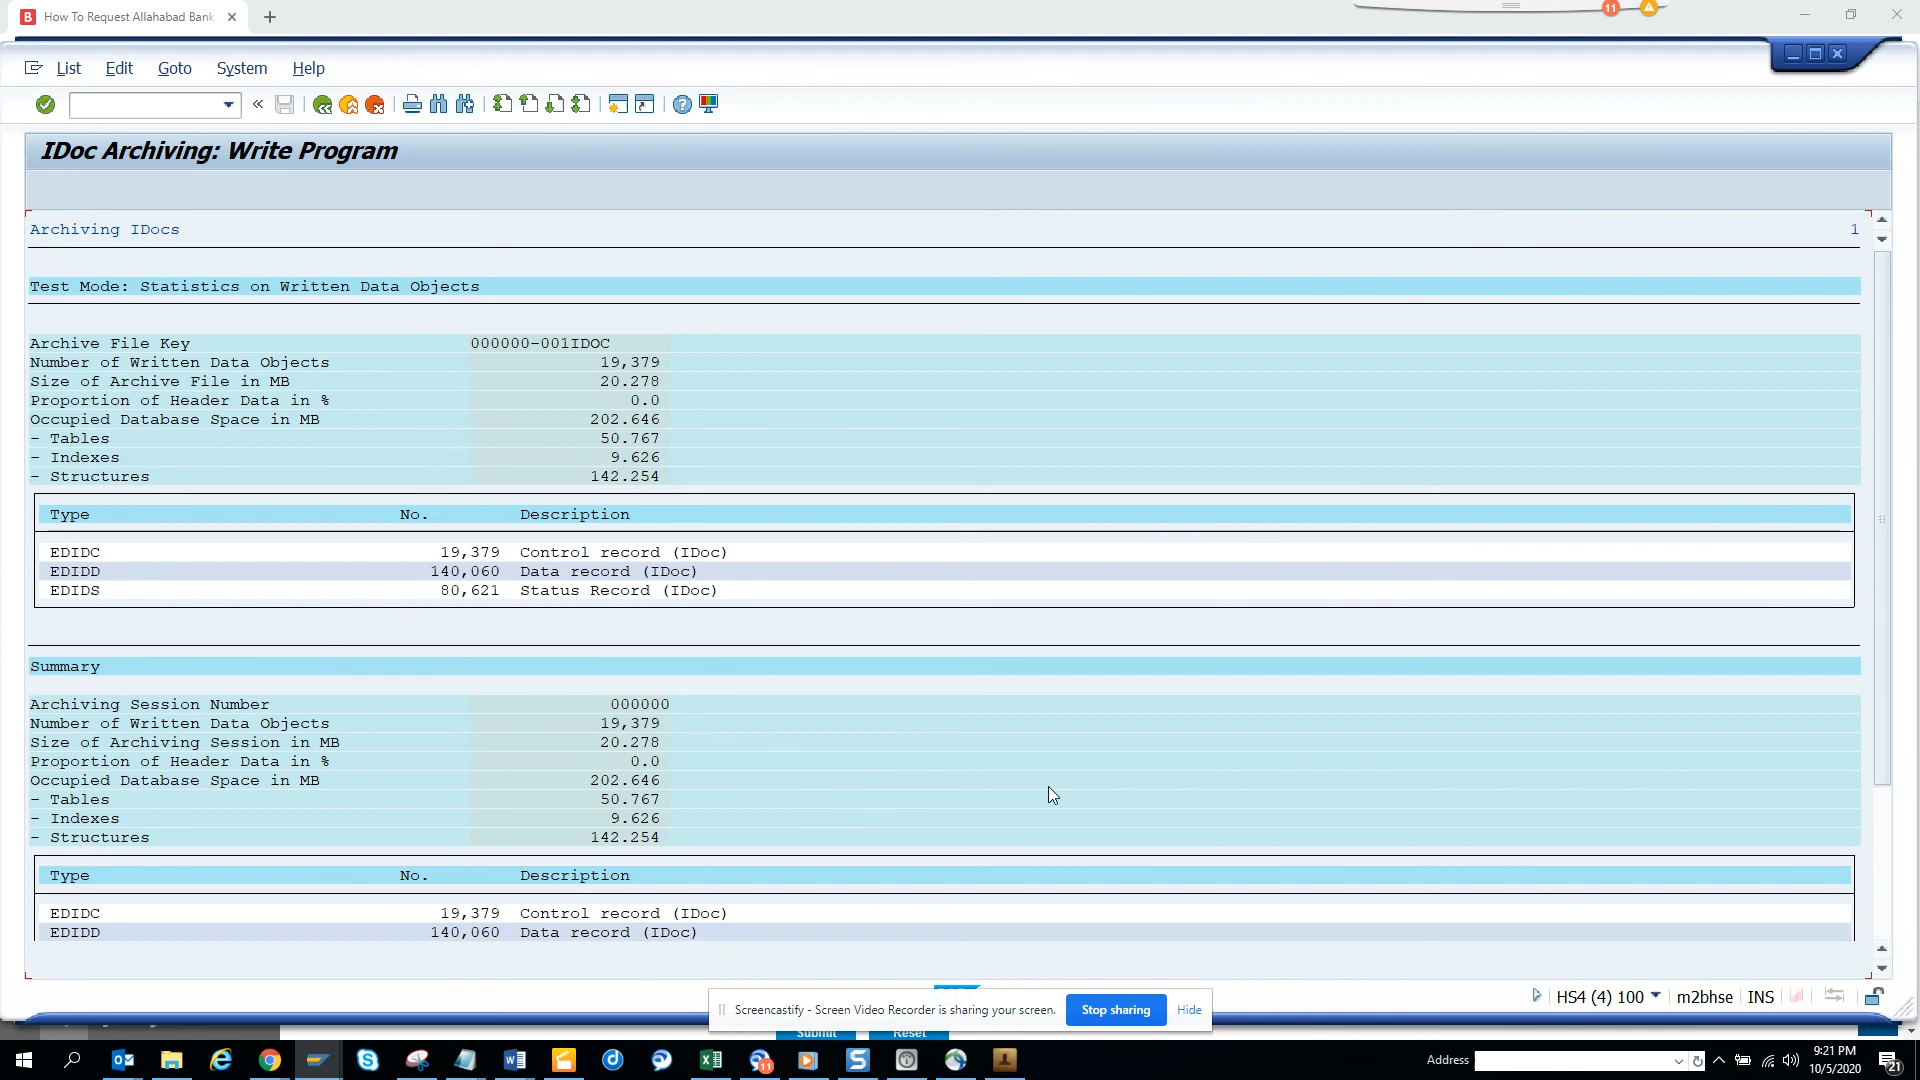 How To Request Allahabad Bank
11
List Edit Goto System Help
IDoc Archiving: Write Program
Archiving IDocs 1
Test Mode: Statistics on Written Data Objects
Archive File Key 000000-001IDOC
Number of Written Data Objects 19,379
Size of Archive File in MB 20.278
Proportion of Header Data in % 0.0
Occupied Database Space in MB 202.646
- Tables 50.767
- Indexes 9.626
- Structures 142.254
Type No. Description
EDIDC 19,379 Control record (IDoc)
EDIDD 140,060 Data record (IDoc)
EDIDS 80,621 Status Record (IDoc)
Summary
Archiving Session Number 000000
Number of Written Data Objects 19,379
Size of Archiving Session in MB 20.278
Proportion of Header Data in % 0.0
Occupied Database Space in MB 202.646
- Tables 50.767
- Indexes 9.626
- Structures 142.254
Type No. Description
EDIDC 19,379 Control record (IDoc)
EDIDD 140,060 Data record (IDoc)
HS4 (4) 100 m2bhse INS
Screencastify - Screen Video Recorder is sharing your screen. Stop sharing Hide
Submit Reset
Address
9:21 PM
10/5/2020
11
21